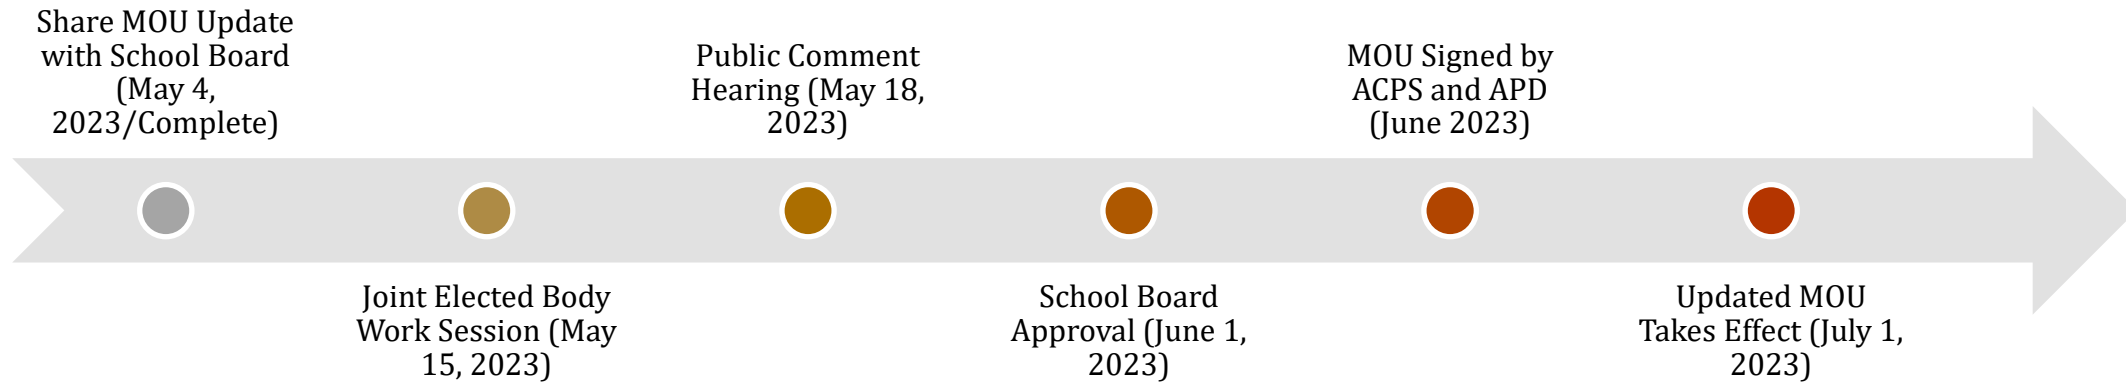 Share MOU Update
with School Board
(May 4,
2023/Complete)
Joint Elected Body
Work Session (May
15, 2023)
Public Comment
Hearing (May 18,
2023)
School Board
Approval (June 1,
2023)
MOU Signed by
ACPS and APD
(June 2023)
Updated MOU
Takes Effect (July 1,
2023)